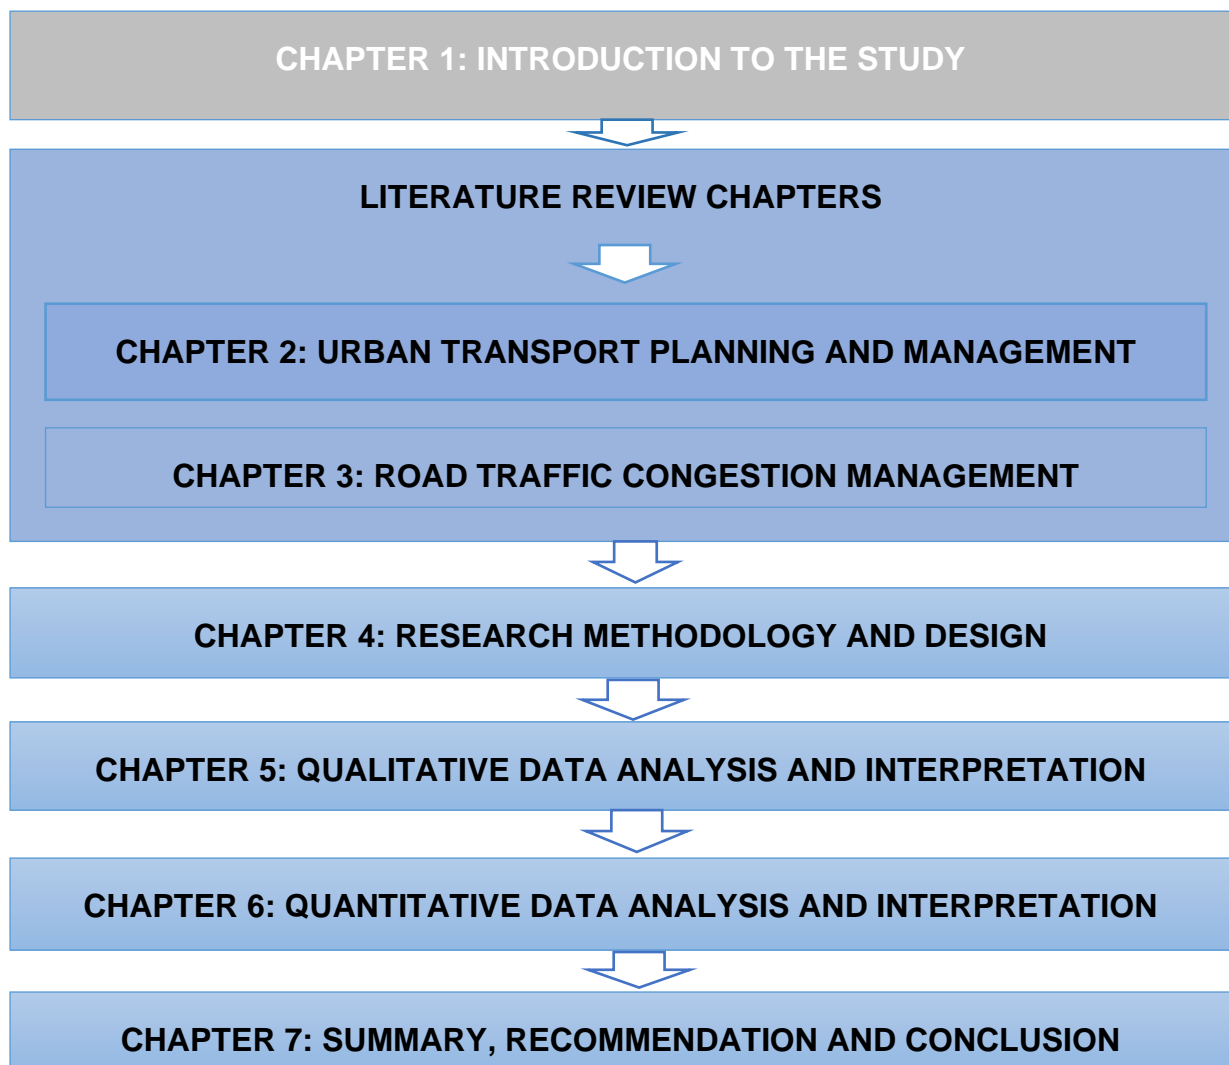 CHAPTER 1: INTRODUCTION TO THE STUDY
LITERATURE REVIEW CHAPTERS
CHAPTER 2: URBAN TRANSPORT PLANNING AND MANAGEMENT
CHAPTER 3: ROAD TRAFFIC CONGESTION MANAGEMENT
CHAPTER 4: RESEARCH METHODOLOGY AND DESIGN
CHAPTER 5: QUALITATIVE DATA ANALYSIS AND INTERPRETATION
CHAPTER 6: QUANTITATIVE DATA ANALYSIS AND INTERPRETATION
CHAPTER 7: SUMMARY, RECOMMENDATION AND CONCLUSION